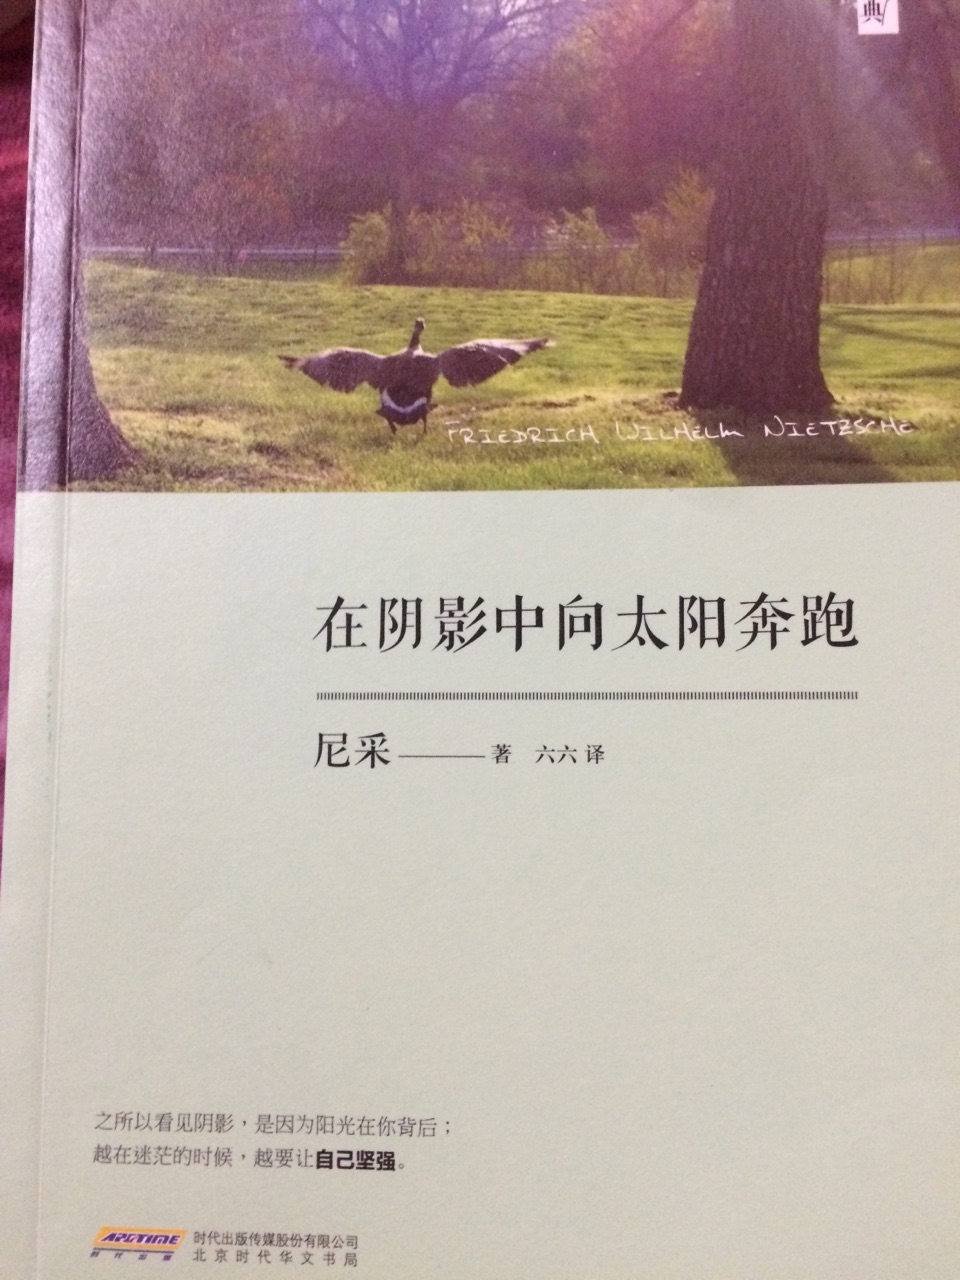 典
FRIEDRICH WILHELM NIETZSCHE
在阴影中向太阳奔跑
尼采——著 六六 译
之所以看见阴影，是因为阳光在你背后；
越在迷茫的时候，越要让自己坚强。
APGTIME
时代出版
时代出版传媒股份有限公司
北京时代华文书局